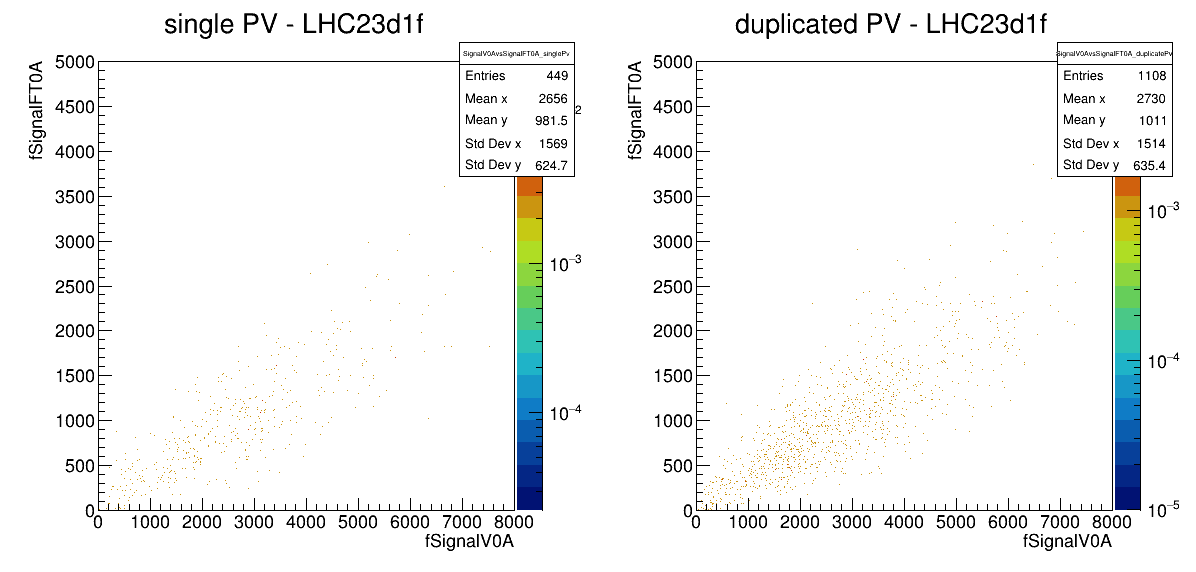 single PV - LHC23d1f
SignalV0AvsSignalFT0A_singlePv
Entries 449
Mean x 2656
Mean y 981.5
Std Dev x 1569
Std Dev y 624.7
fSignalFT0A
5000
4500
4000
3500
3000
2500
2000
1500
1000
500
0
0 1000 2000 3000 4000 5000 6000 7000 8000
fSignalV0A
2
10⁻³
10⁻⁴
duplicated PV - LHC23d1f
SignalV0AvsSignalFT0A_duplicatePv
Entries 1108
Mean x 2730
Mean y 1011
Std Dev x 1514
Std Dev y 635.4
fSignalFT0A
5000
4500
4000
3500
3000
2500
2000
1500
1000
500
0
0 1000 2000 3000 4000 5000 6000 7000 8000
fSignalV0A
10⁻³
10⁻⁴
10⁻⁵